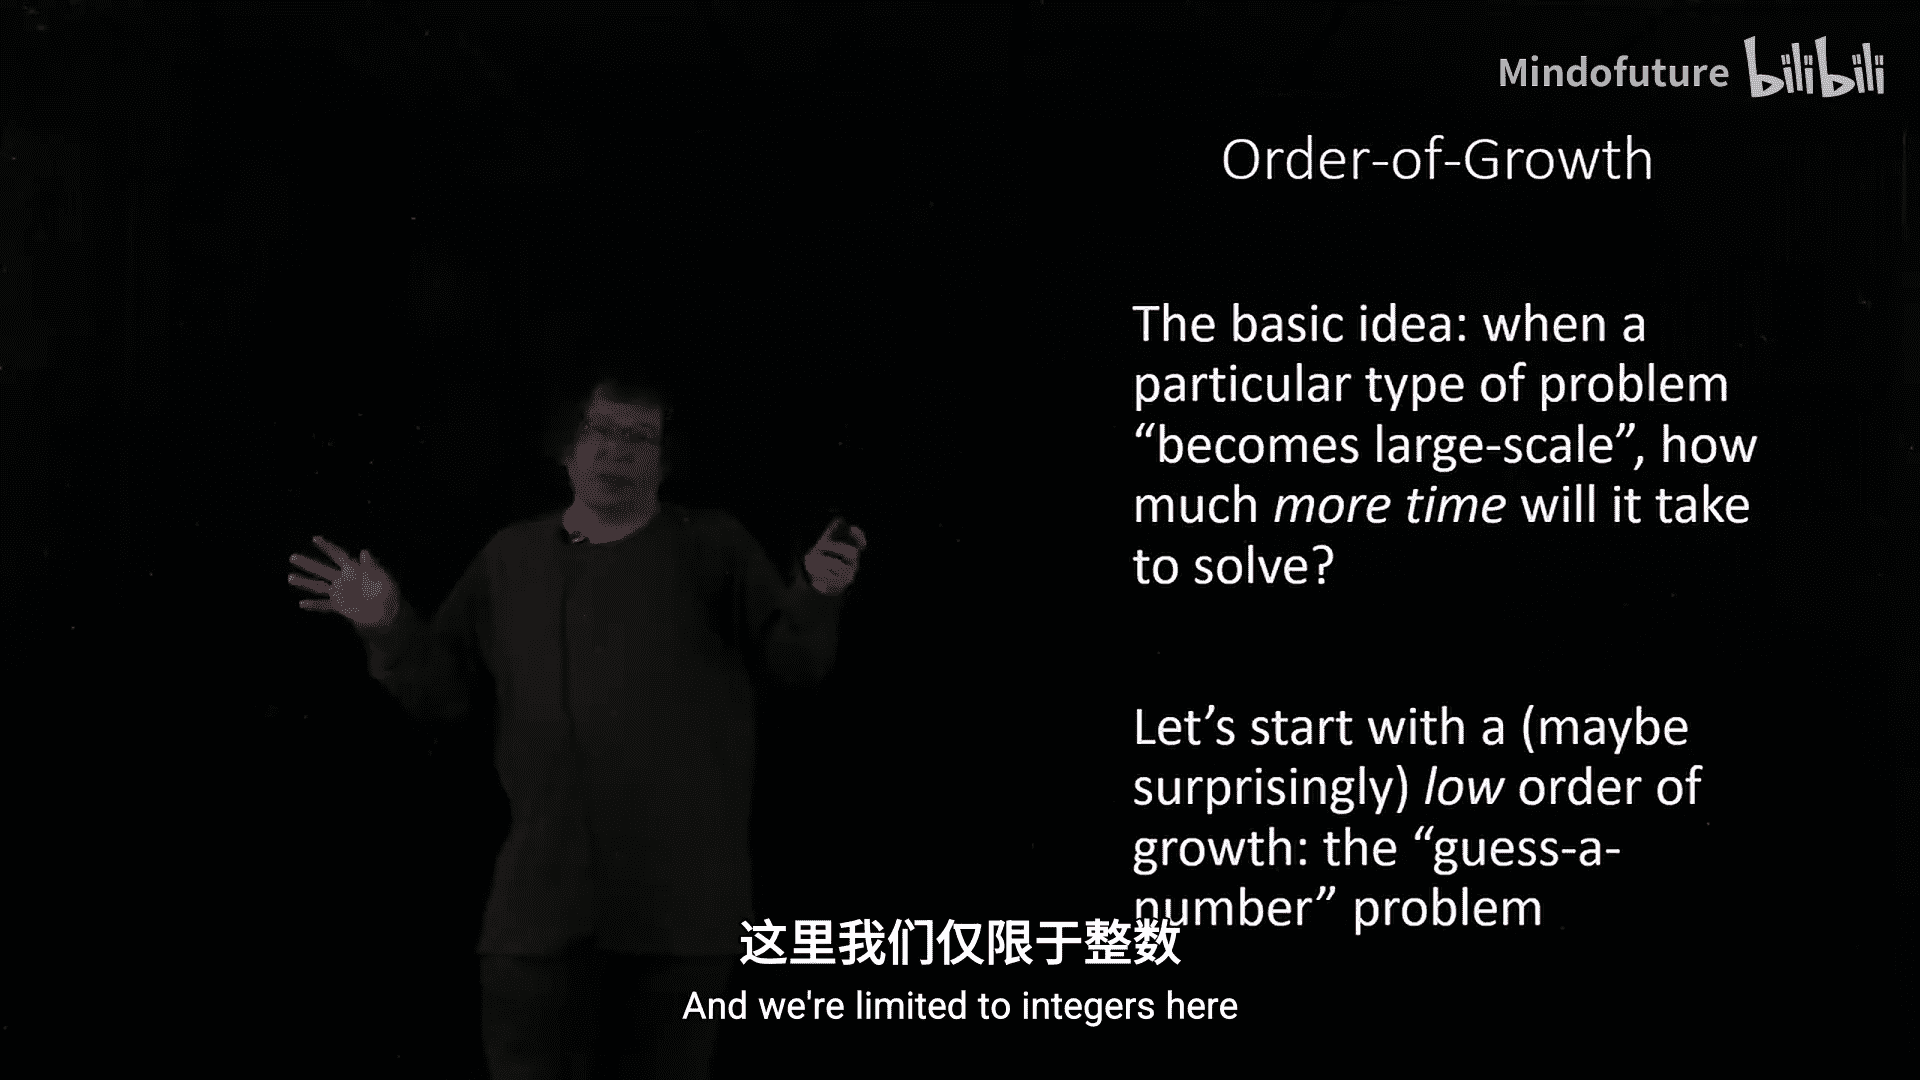 Mindofuture bilibili
Order-of-Growth
The basic idea: when a
particular type of problem
“becomes large-scale”, how
much more time will it take
to solve?
Let’s start with a (maybe
surprisingly) low order of
growth: the “guess-a-
number” problem
这里我们仅限于整数
And we're limited to integers here